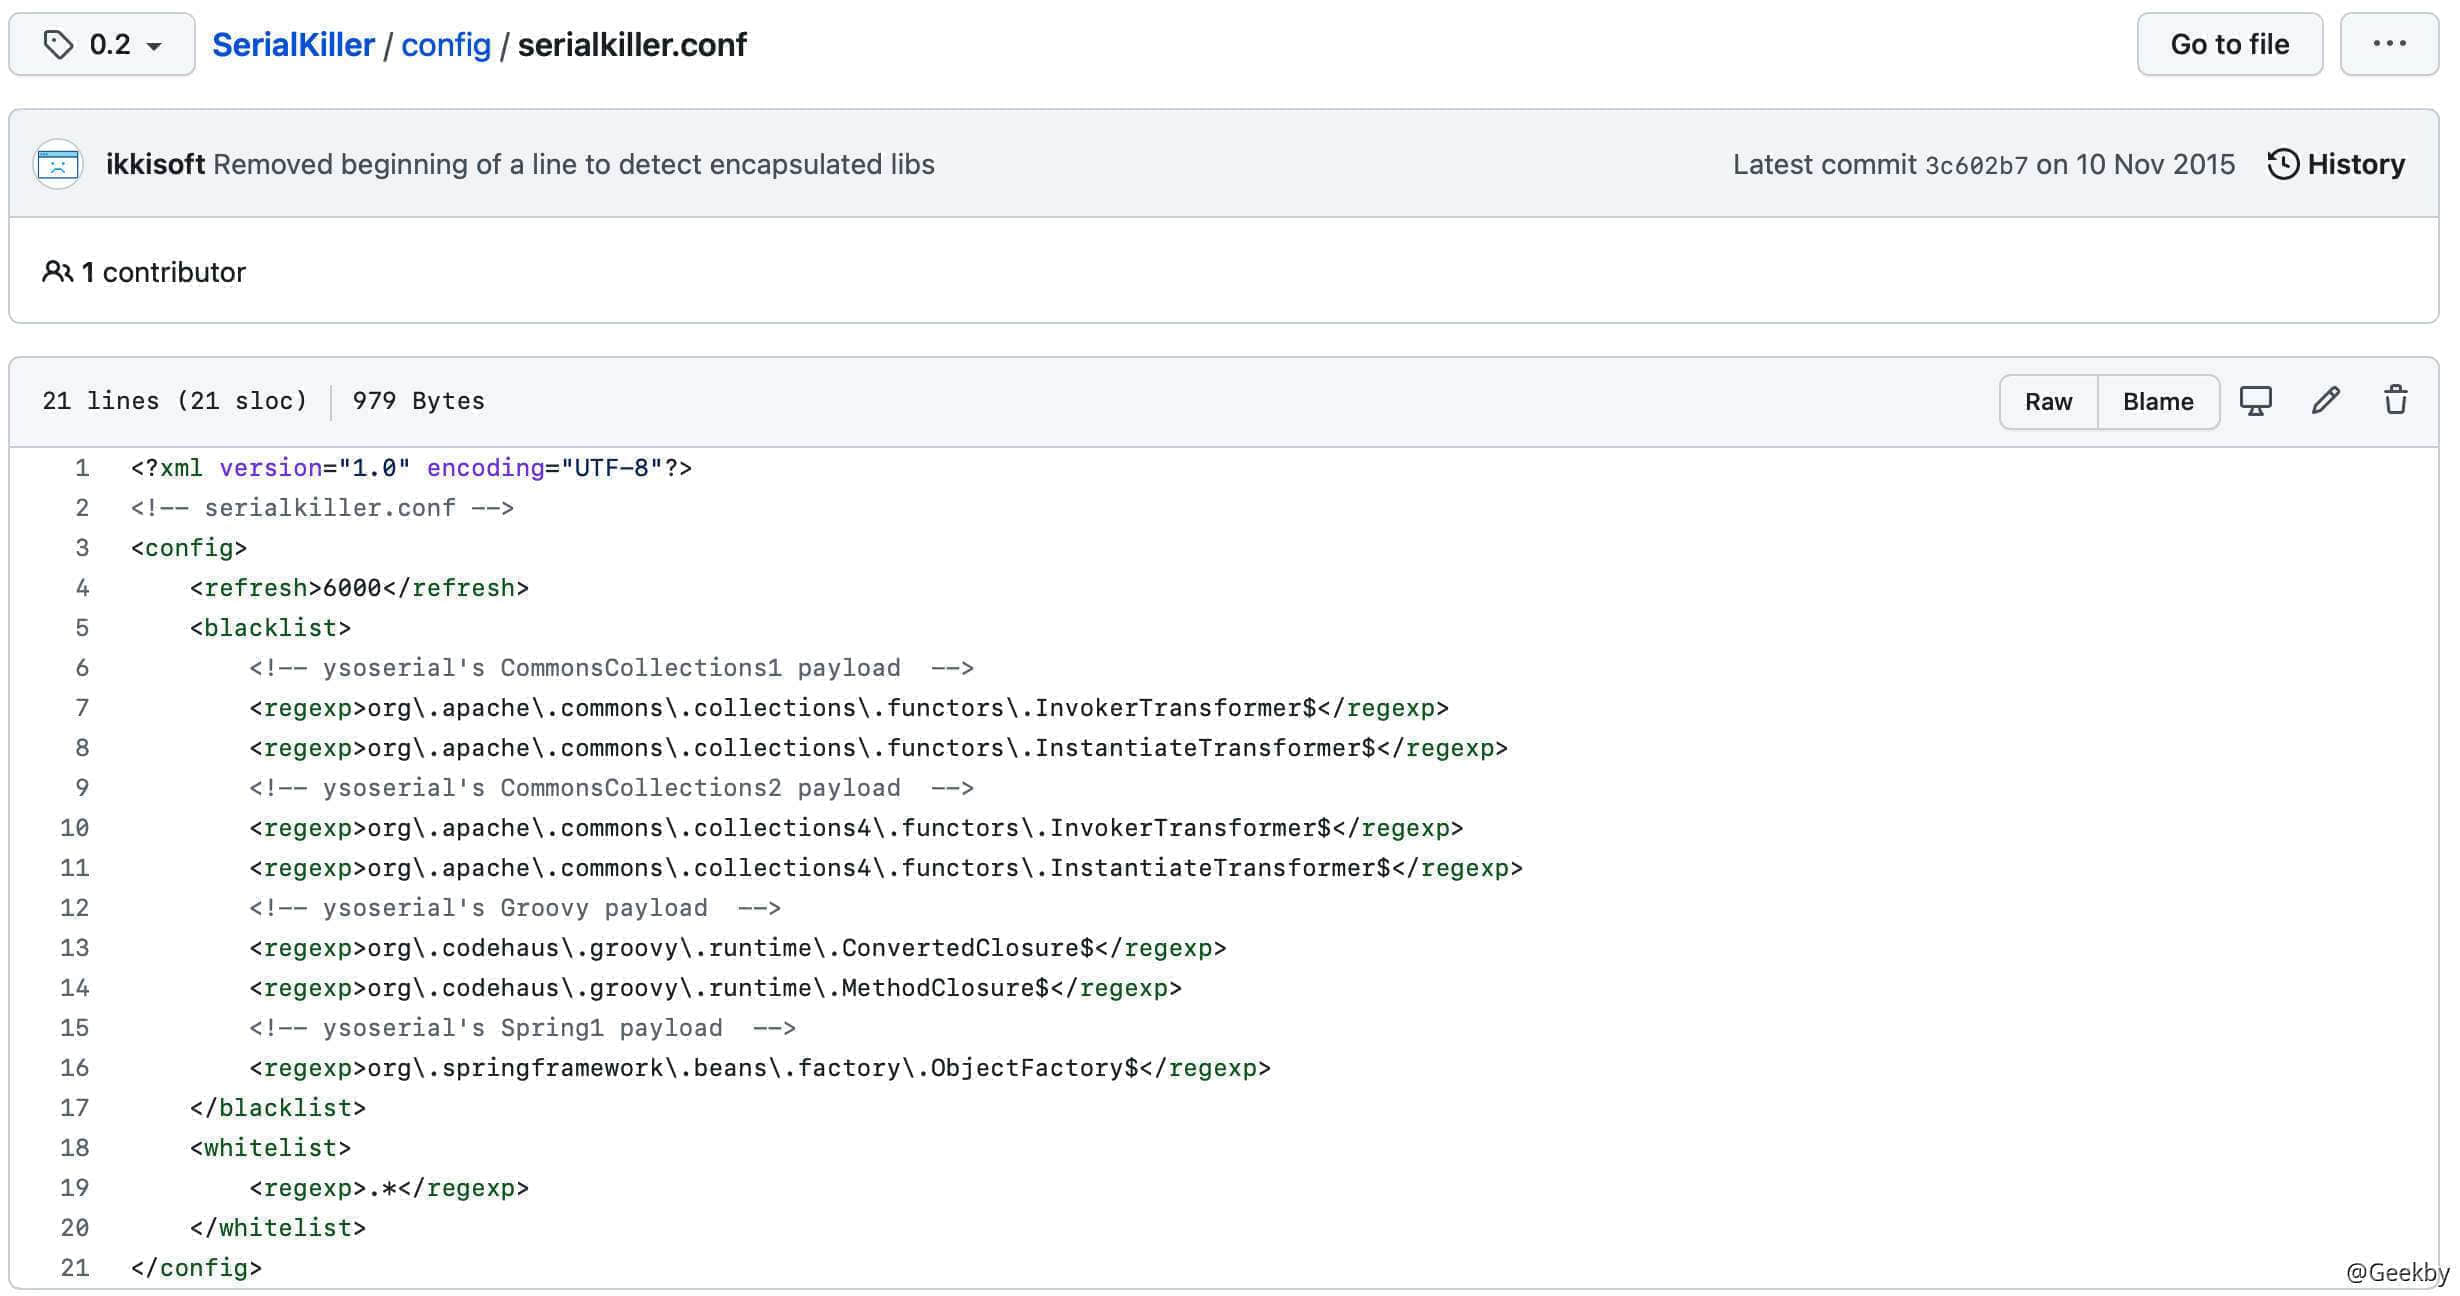 0.2 SerialKiller / config / serialkiller.conf Go to file ...
ikkisoft Removed beginning of a line to detect encapsulated libs Latest commit 3c602b7 on 10 Nov 2015 History
1 contributor
21 lines (21 sloc) 979 Bytes Raw Blame
1 <?xml version="1.0" encoding="UTF-8"?>
2 <!-- serialkiller.conf -->
3 <config>
4     <refresh>6000</refresh>
5     <blacklist>
6         <!-- ysoserial's CommonsCollections1 payload  -->
7         <regexp>org\.apache\.commons\.collections\.functors\.InvokerTransformer$</regexp>
8         <regexp>org\.apache\.commons\.collections\.functors\.InstantiateTransformer$</regexp>
9         <!-- ysoserial's CommonsCollections2 payload  -->
10         <regexp>org\.apache\.commons\.collections4\.functors\.InvokerTransformer$</regexp>
11         <regexp>org\.apache\.commons\.collections4\.functors\.InstantiateTransformer$</regexp>
12         <!-- ysoserial's Groovy payload  -->
13         <regexp>org\.codehaus\.groovy\.runtime\.ConvertedClosure$</regexp>
14         <regexp>org\.codehaus\.groovy\.runtime\.MethodClosure$</regexp>
15         <!-- ysoserial's Spring1 payload  -->
16         <regexp>org\.springframework\.beans\.factory\.ObjectFactory$</regexp>
17     </blacklist>
18     <whitelist>
19         <regexp>.*</regexp>
20     </whitelist>
21 </config>
@Geekby